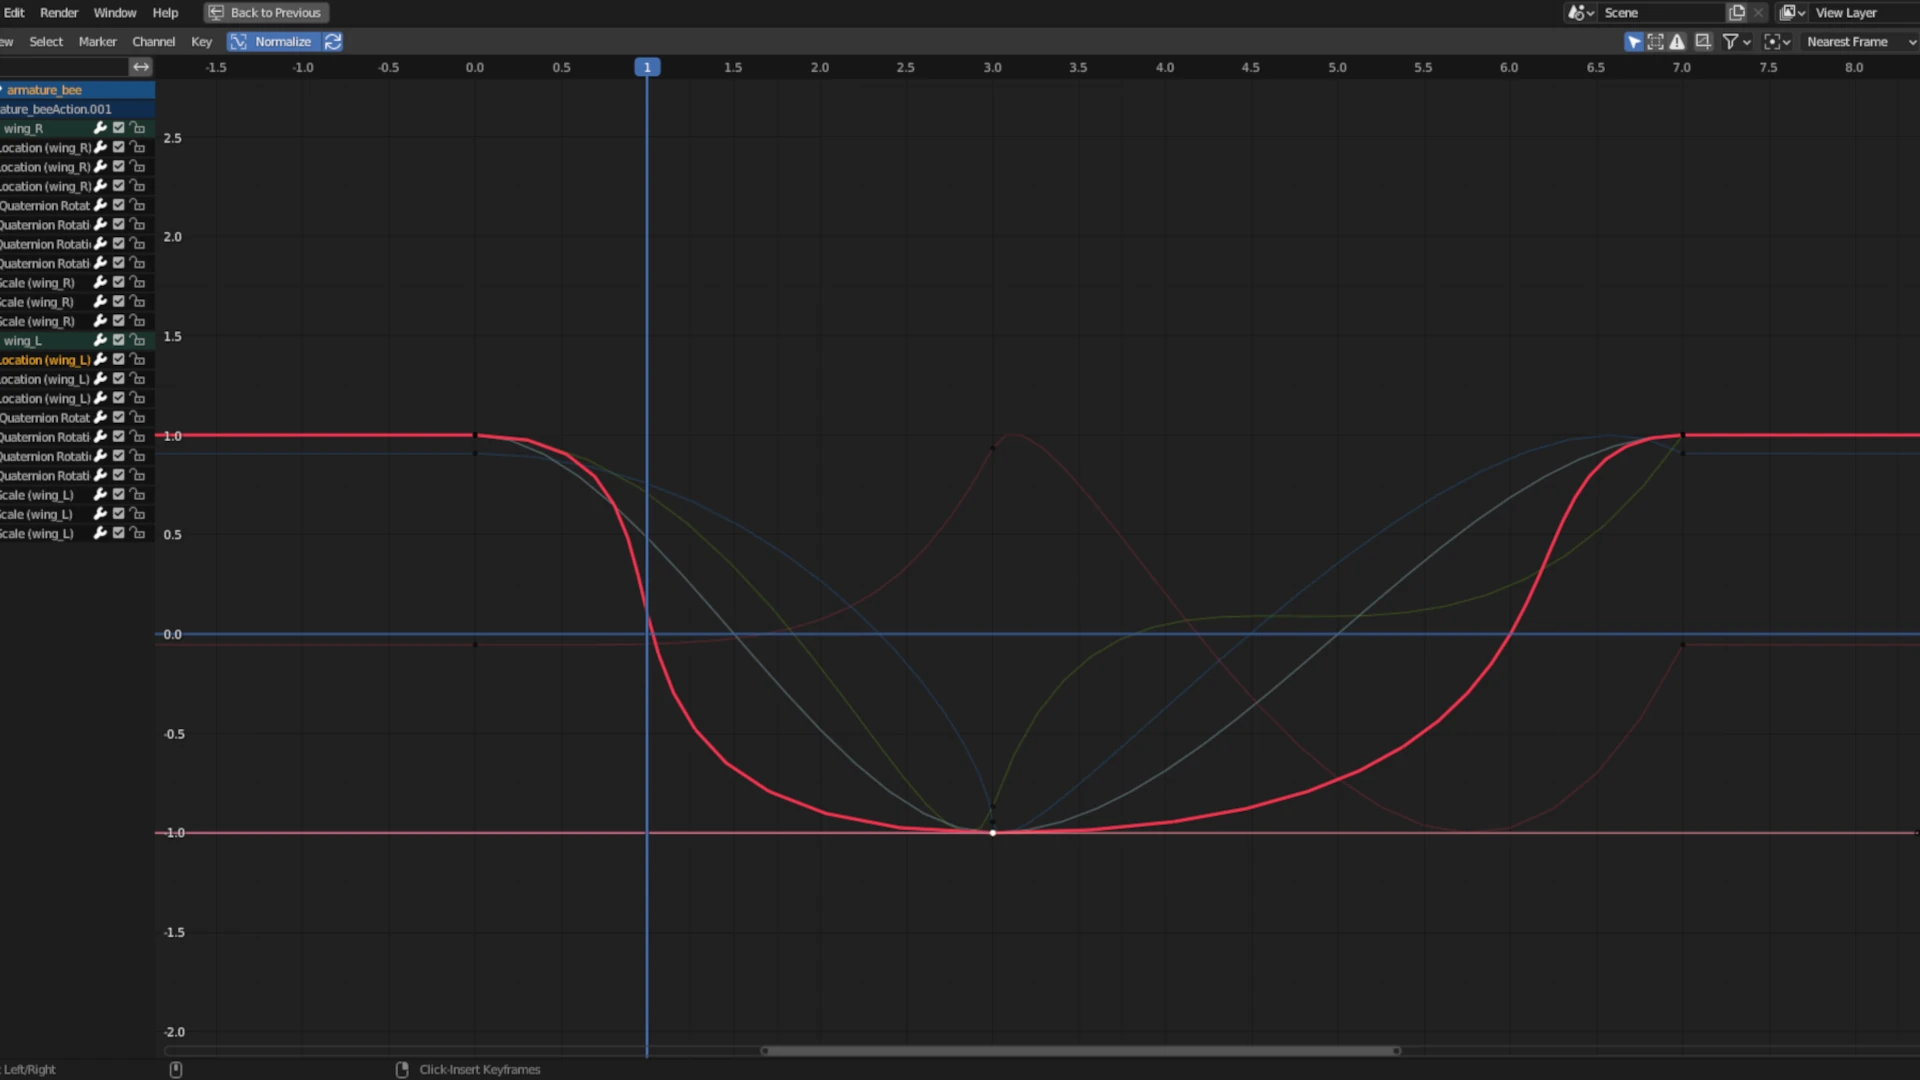 Edit Render Window Help Back to Previous Scene View Layer
ew Select Marker Channel Key Normalize Nearest Frame
-1.5 -1.0 -0.5 0.0 0.5 1 1.5 2.0 2.5 3.0 3.5 4.0 4.5 5.0 5.5 6.0 6.5 7.0 7.5 8.0
armature_bee
ature_beeAction.001
wing_R
Location (wing_R)
Location (wing_R)
Location (wing_R)
Quaternion Rotat
Quaternion Rotati
Quaternion Rotati
Quaternion Rotati
Scale (wing_R)
Scale (wing_R)
Scale (wing_R)
wing_L
Location (wing_L)
Location (wing_L)
Location (wing_L)
Quaternion Rotat
Quaternion Rotati
Quaternion Rotati
Quaternion Rotati
Scale (wing_L)
Scale (wing_L)
Scale (wing_L)
2.5
2.0
1.5
1.0
0.5
0.0
-0.5
-1.0
-1.5
-2.0
Left/Right Click-Insert Keyframes